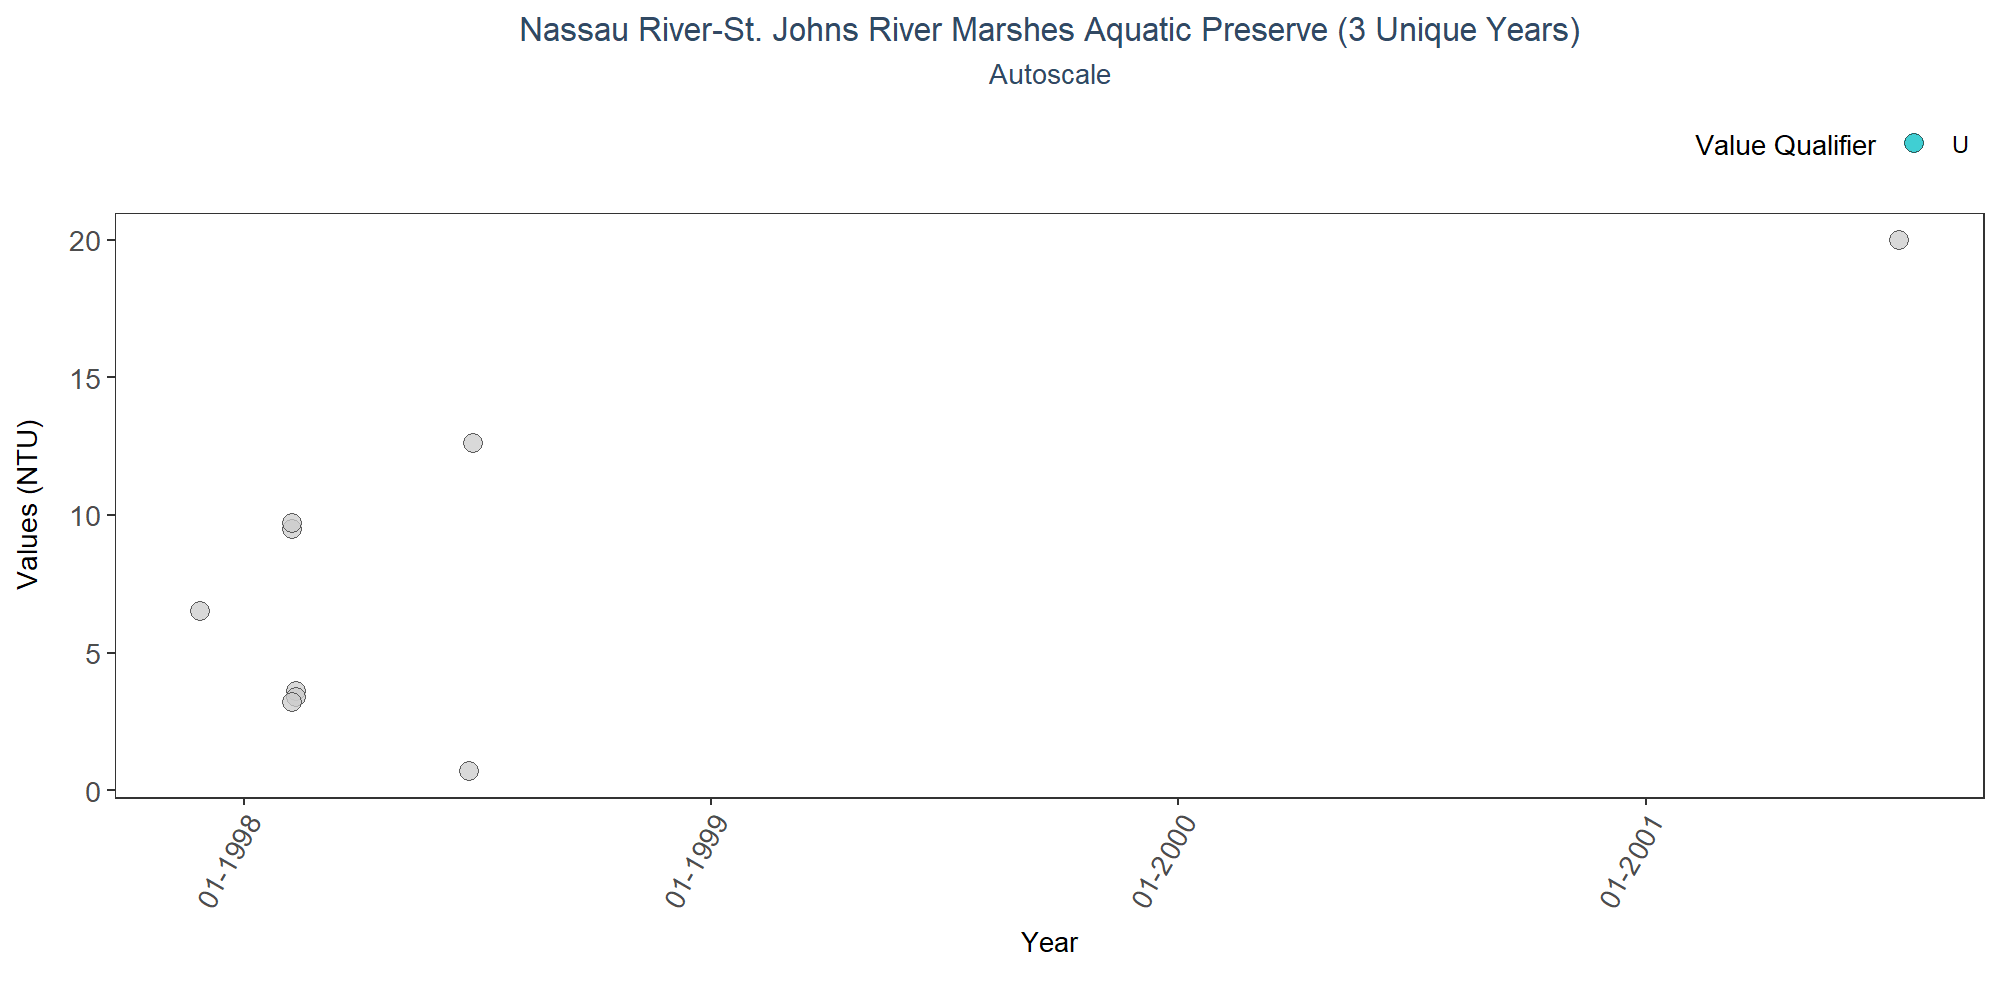 Nassau River-St. Johns River Marshes Aquatic Preserve (3 Unique Years)
Autoscale
Value Qualifier U
Values (NTU)
20
15
10
5
0
01-1998 01-1999 01-2000 01-2001
Year